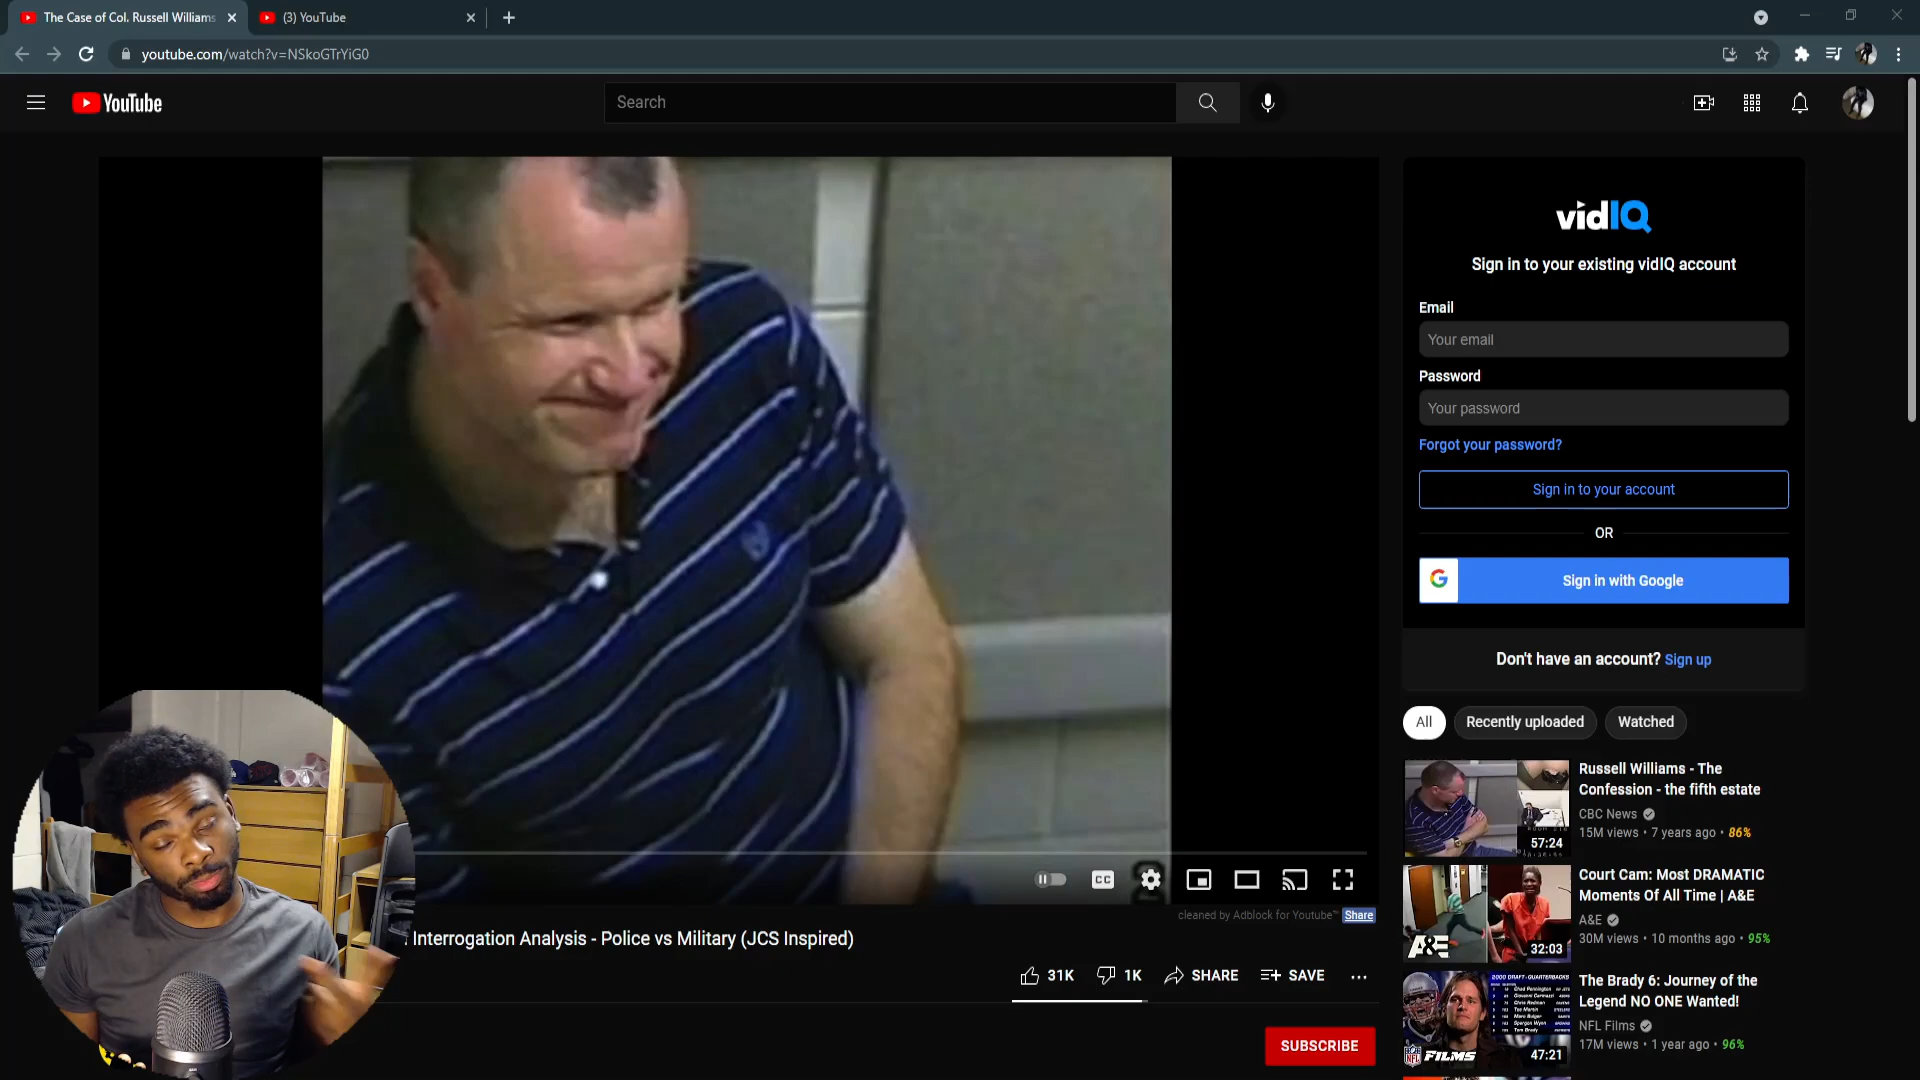 The Case of Col. Russell Williams
(3) YouTube
youtube.com/watch?v=NSkoGTrYiG0
YouTube
Search
vidIQ
Sign in to your existing vidIQ account
Email
Your email
Password
Your password
Forgot your password?
Sign in to your account
OR
Sign in with Google
Don't have an account? Sign up
All
Recently uploaded
Watched
Russell Williams - The
Confession - the fifth estate
CBC News
15M views • 7 years ago • 86%
57:24
Court Cam: Most DRAMATIC
Moments Of All Time | A&E
A&E
30M views • 10 months ago • 95%
A&E
32:03
The Brady 6: Journey of the
Legend NO ONE Wanted!
NFL Films
17M views • 1 year ago • 96%
2000 DRAFT - QUARTERBACKS
NFL FILMS
47:21
CC
cleaned by Adblock for Youtube™ Share
Interrogation Analysis - Police vs Military (JCS Inspired)
31K
1K
SHARE
SAVE
SUBSCRIBE